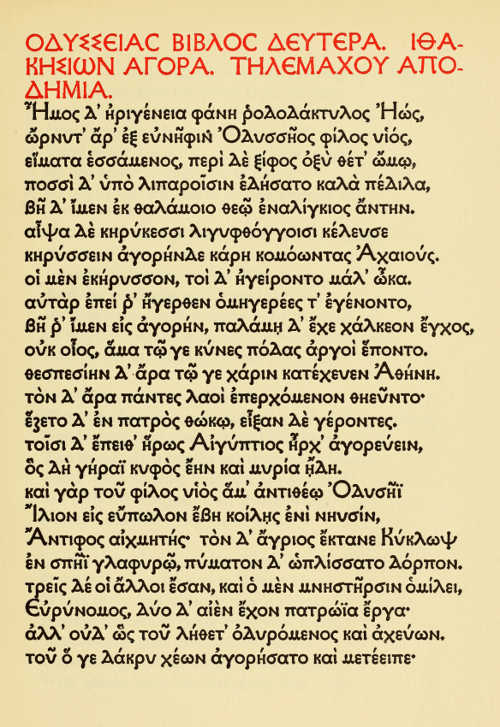 ΟΔΥΣΣΕΙΑΣ ΒΙΒΛΟΣ ΔΕΥΤΕΡΑ. ΙΘΑ-
ΚΗΣΙΩΝ ΑΓΟΡΑ. ΤΗΛΕΜΑΧΟΥ ΑΠΟ-
ΔΗΜΙΑ.
Ἦμος δ' ἠριγένεια φάνη ῥοδοδάκτυλος Ἠώς,
ὤρνυτ' ἄρ' ἐξ εὐνῆφιν Ὀδυσσῆος φίλος υἱός,
εἵματα ἑσσάμενος, περὶ δὲ ξίφος ὀξὺ θέτ' ὤμῳ,
ποσσὶ δ' ὑπὸ λιπαροῖσιν ἐδήσατο καλὰ πέδιλα,
βῆ δ' ἴμεν ἐκ θαλάμοιο θεῷ ἐναλίγκιος ἄντην.
αἶψα δὲ κηρύκεσσι λιγυφθόγγοισι κέλευσε
κηρύσσειν ἀγορήνδε κάρη κομόωντας Ἀχαιούς.
οἱ μὲν ἐκήρυσσον, τοὶ δ' ἠγείροντο μάλ' ὦκα.
αὐτὰρ ἐπεί ῥ' ἤγερθεν ὁμηγερέες τ' ἐγένοντο,
βῆ ῥ' ἴμεν εἰς ἀγορήν, παλάμῃ δ' ἔχε χάλκεον ἔγχος,
οὐκ οἶος, ἅμα τῷ γε κύνες πόδας ἀργοὶ ἕποντο.
θεσπεσίην δ' ἄρα τῷ γε χάριν κατέχευεν Ἀθήνη.
τὸν δ' ἄρα πάντες λαοὶ ἐπερχόμενον θηεῦντο·
ἕζετο δ' ἐν πατρὸς θώκῳ, εἶξαν δὲ γέροντες.
τοῖσι δ' ἔπειθ' ἥρως Αἰγύπτιος ἦρχ' ἀγορεύειν,
ὃς δὴ γήραϊ κυφὸς ἔην καὶ μυρία ᾔδη.
καὶ γὰρ τοῦ φίλος υἱὸς ἅμ' ἀντιθέῳ Ὀδυσῆϊ
Ἴλιον εἰς εὔπωλον ἔβη κοίλῃς ἐνὶ νηυσίν,
Ἄντιφος αἰχμητής· τὸν δ' ἄγριος ἔκτανε Κύκλωψ
ἐν σπῆϊ γλαφυρῷ, πύματον δ' ὡπλίσσατο δόρπον.
τρεῖς δέ οἱ ἄλλοι ἔσαν, καὶ ὁ μὲν μνηστῆρσιν ὁμίλει,
Εὐρύνομος, δύο δ' αἰὲν ἔχον πατρώϊα ἔργα·
ἀλλ' οὐδ' ὣς τοῦ λήθετ' ὀδυρόμενος καὶ ἀχεύων.
τοῦ ὅ γε δάκρυ χέων ἀγορήσατο καὶ μετέειπε·